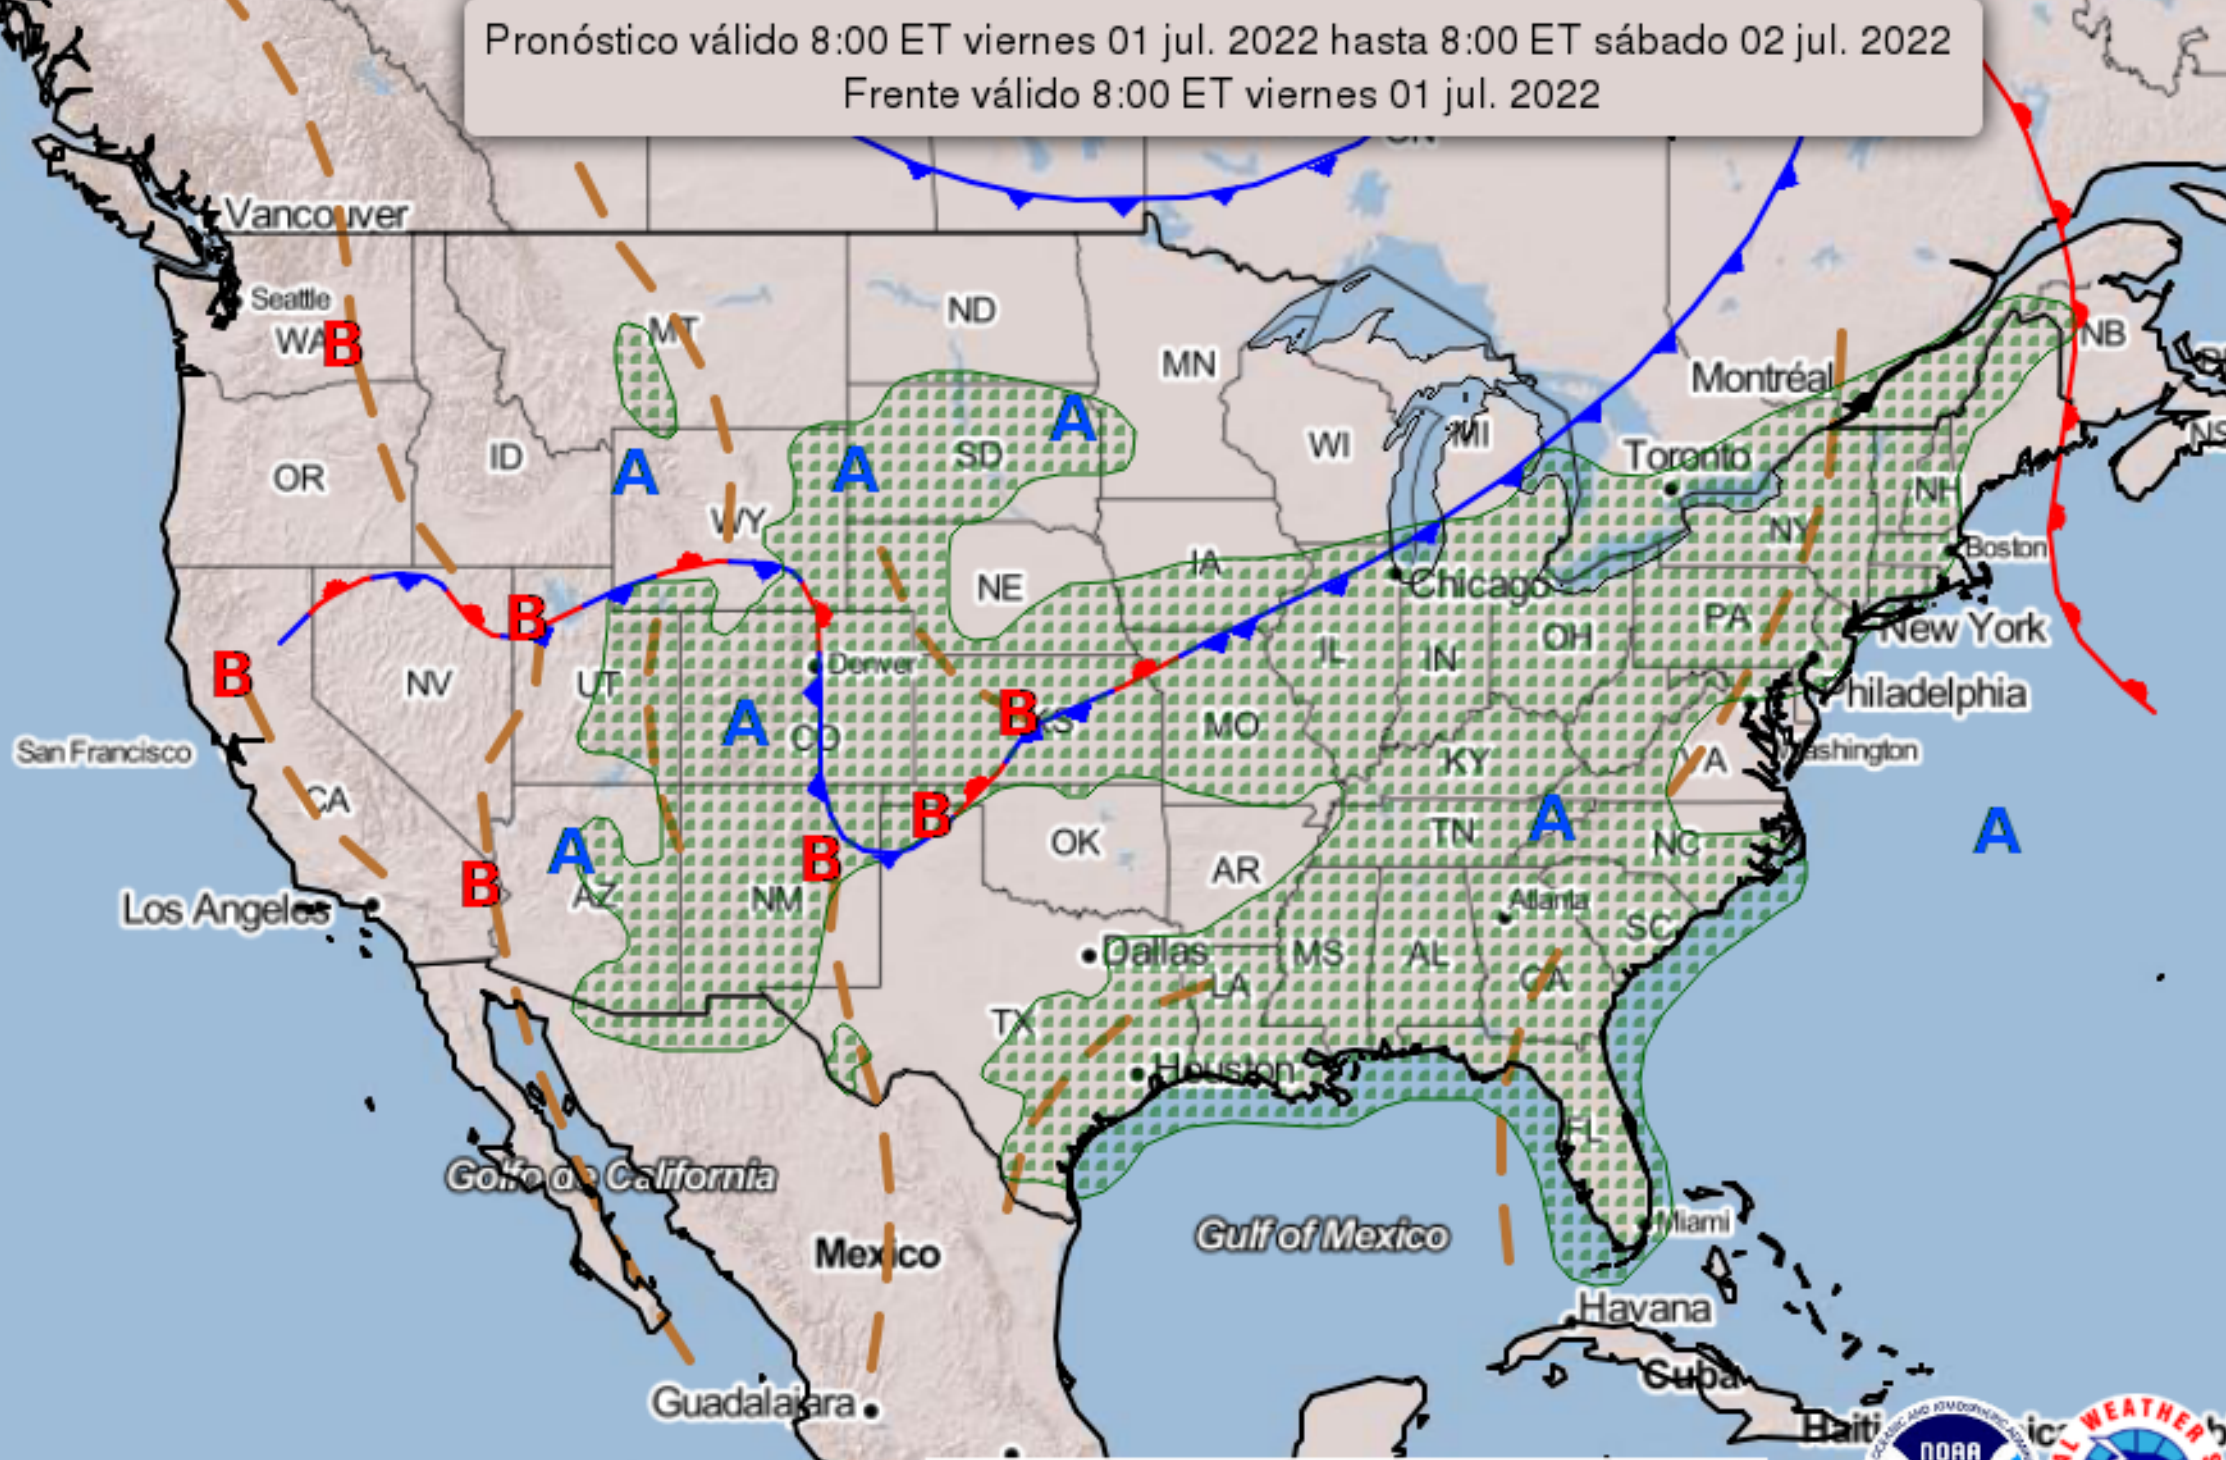 Pronóstico válido 8:00 ET viernes 01 jul. 2022 hasta 8:00 ET sábado 02 jul. 2022
Frente válido 8:00 ET viernes 01 jul. 2022
Vancouver
Seattle
WA
B
MT
ND
MN
NB
Montréal
OR
ID
A
A
SD
A
WI
MI
Toronto
NH
WY
NY
Boston
IA
NE
Chicago
B
PA
New York
OH
IL
IN
B
NV
UT
Denver
Philadelphia
A
CO
B
KS
MO
San Francisco
KY
VA
CA
B
A
A
TN
NC
OK
A
AZ
B
AR
B
NM
Los Angeles
Atlanta
SC
Dallas
MS
AL
LA
GA
TX
Houston
FL
Golfo de California
Gulf of Mexico
Miami
Mexico
Havana
Cuba
Guadalajara
Haiti
NOAA
WEATHER